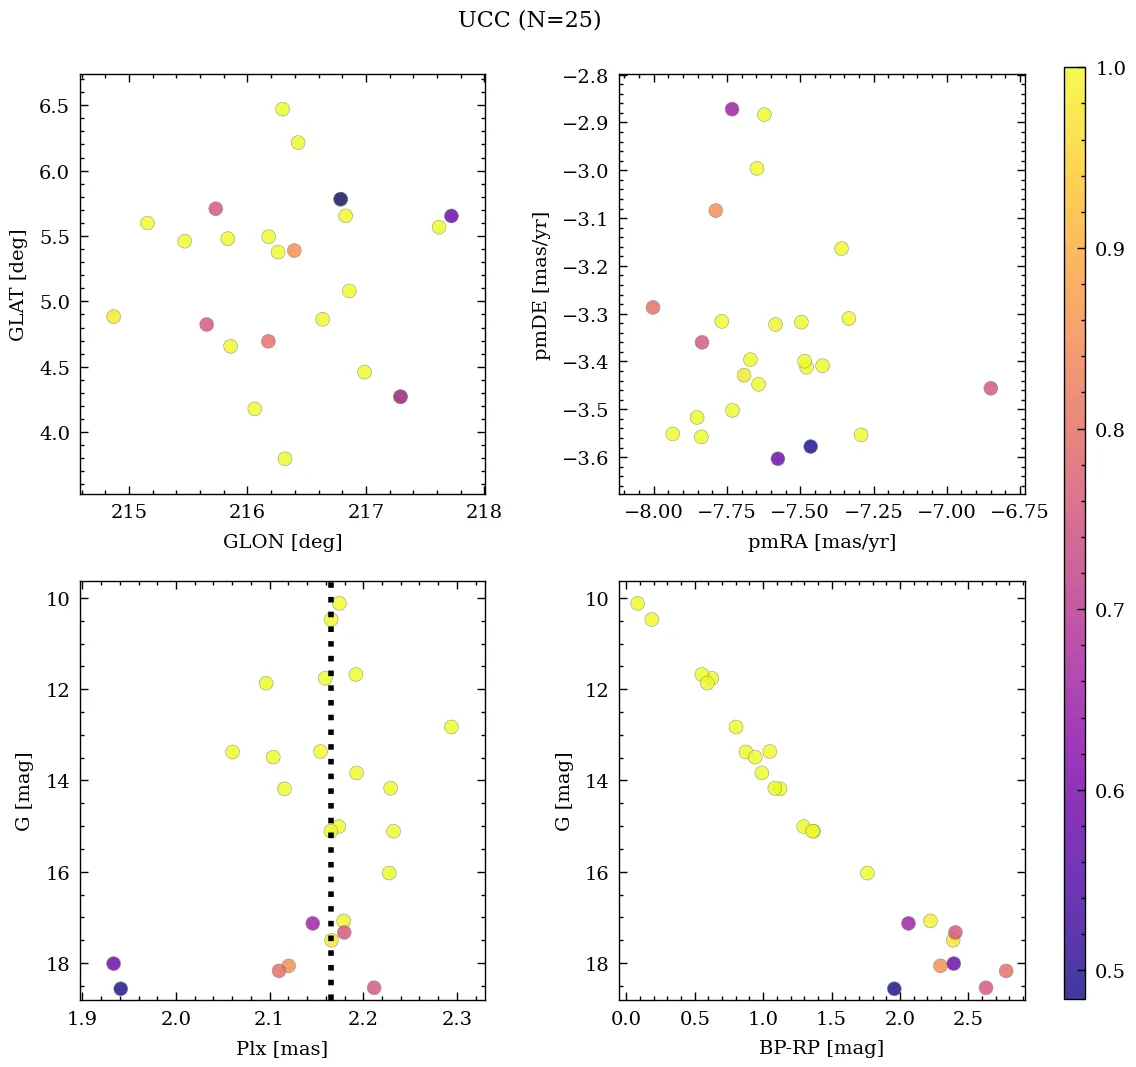 UCC (N=25)
6.5
6.0
5.5
5.0
4.5
4.0
GLAT [deg]
215 216 217 218
GLON [deg]
−2.8
−2.9
−3.0
−3.1
−3.2
−3.3
−3.4
−3.5
−3.6
pmDE [mas/yr]
−8.00 −7.75 −7.50 −7.25 −7.00 −6.75
pmRA [mas/yr]
10
12
14
16
18
G [mag]
1.9 2.0 2.1 2.2 2.3
Plx [mas]
10
12
14
16
18
G [mag]
0.0 0.5 1.0 1.5 2.0 2.5
BP-RP [mag]
1.0
0.9
0.8
0.7
0.6
0.5